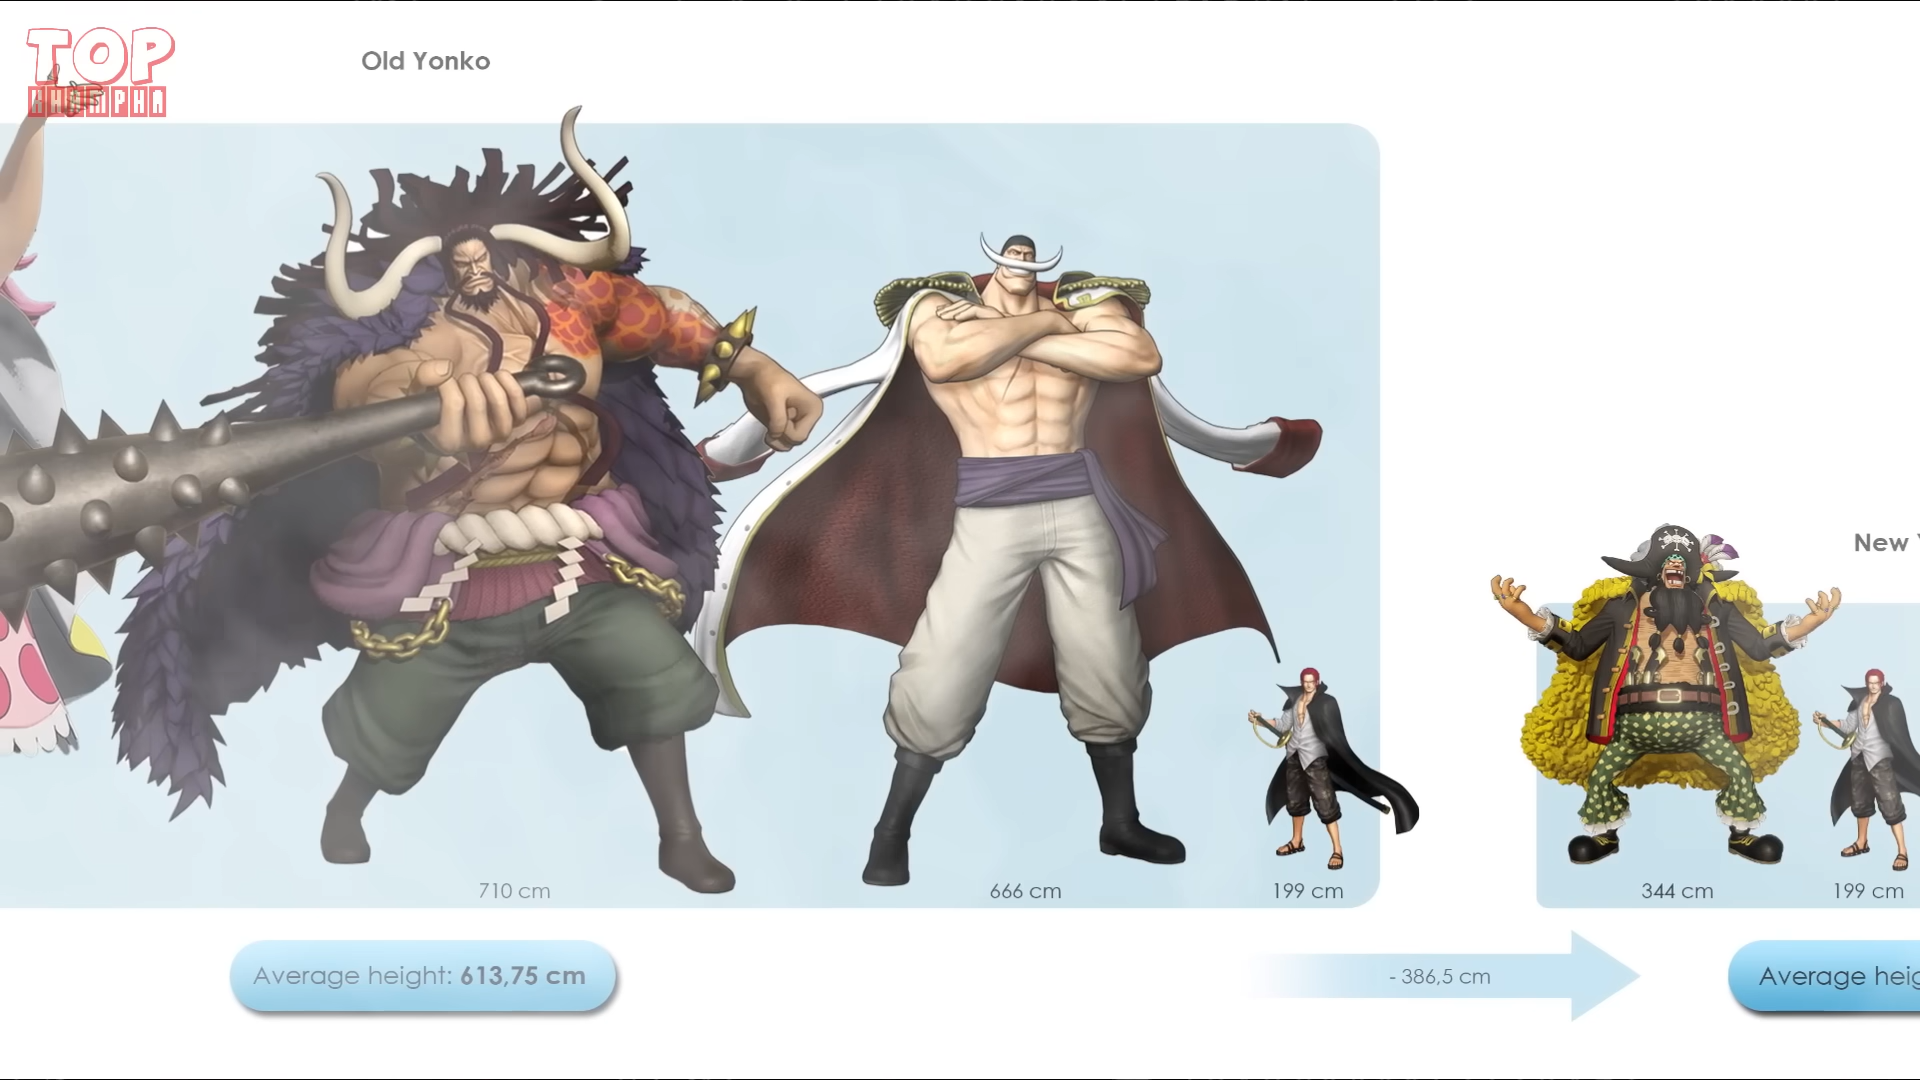 TOP
KHAMPHA
Old Yonko
New
710 cm
666 cm
199 cm
344 cm
199 cm
Average height: 613,75 cm
- 386,5 cm
Average heig